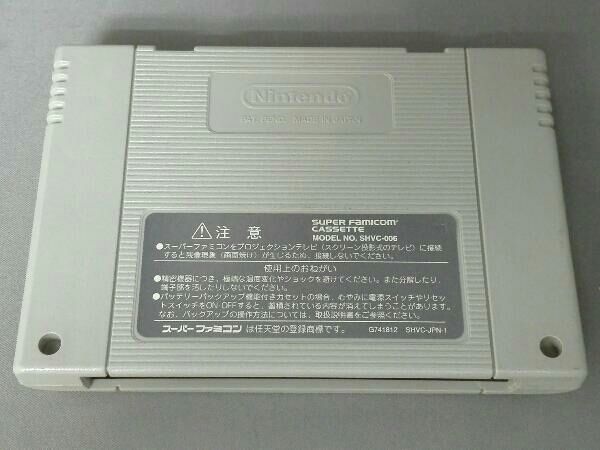 Nintendo
PAT. PEND. MADE IN JAPAN
⚠注 意
SUPER FAMICOM
CASSETTE
MODEL NO. SHVC-006
●スーパーファミコンをプロジェクションテレビ(スクリーン投影式のテレビ)に接続
すると残像現象(画面焼け)が生じるため、接続しないでください。
使用上のおねがい
●精密機器につき、極端な温度変化やショックを避けてください。また分解したり、
端子部を汚したりしないでください。
●バッテリーバックアップ機能付きカセットの場合、むやみに電源スイッチやリセッ
トスイッチをON・OFFすると、蓄積されている内容が消えてしまうことがあります。
なお、バックアップの操作方法については、取扱説明書をご参照ください。
スーパーファミコン は任天堂の登録商標です。
G741812 SHVC-JPN-1